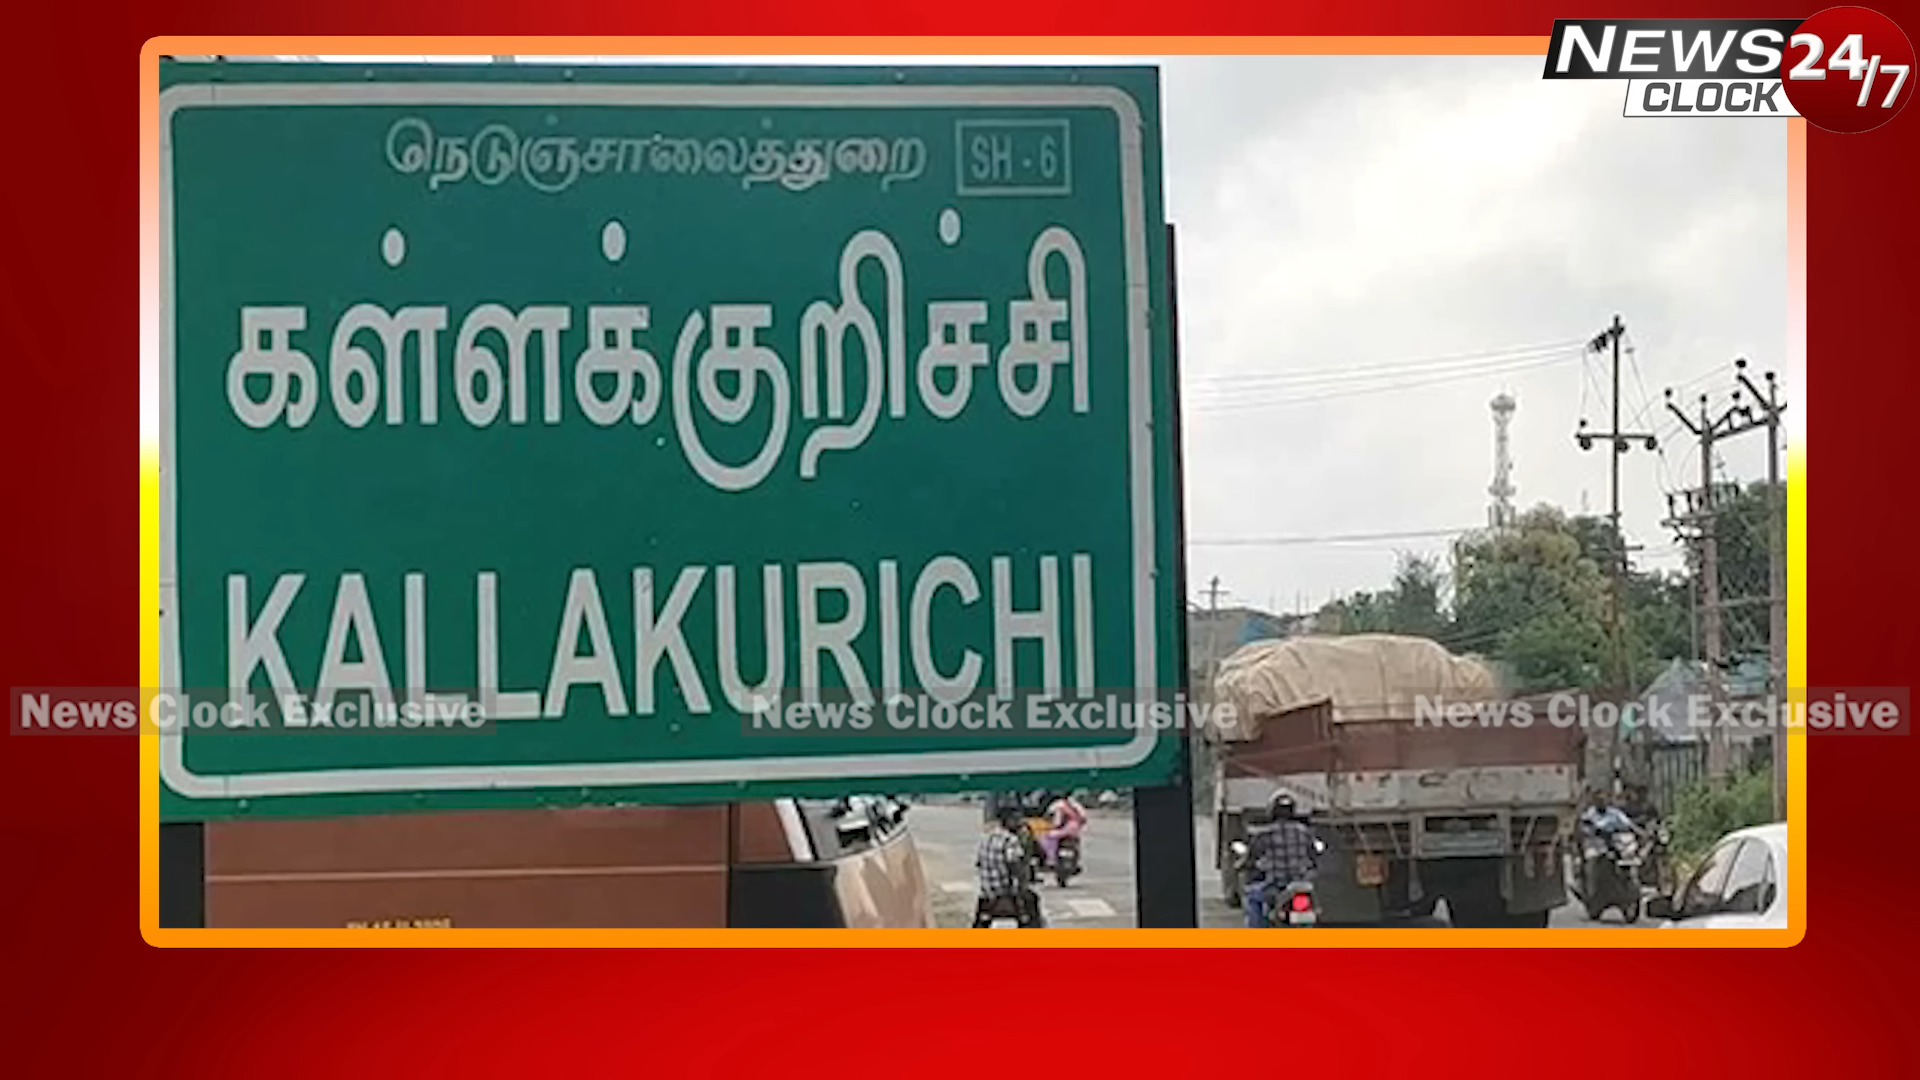 NEWS 24/7
CLOCK
நெடுஞ்சாலைத்துறை SH - 6
கள்ளக்குறிச்சி
KALLAKURICHI
News Clock Exclusive News Clock Exclusive News Clock Exclusive